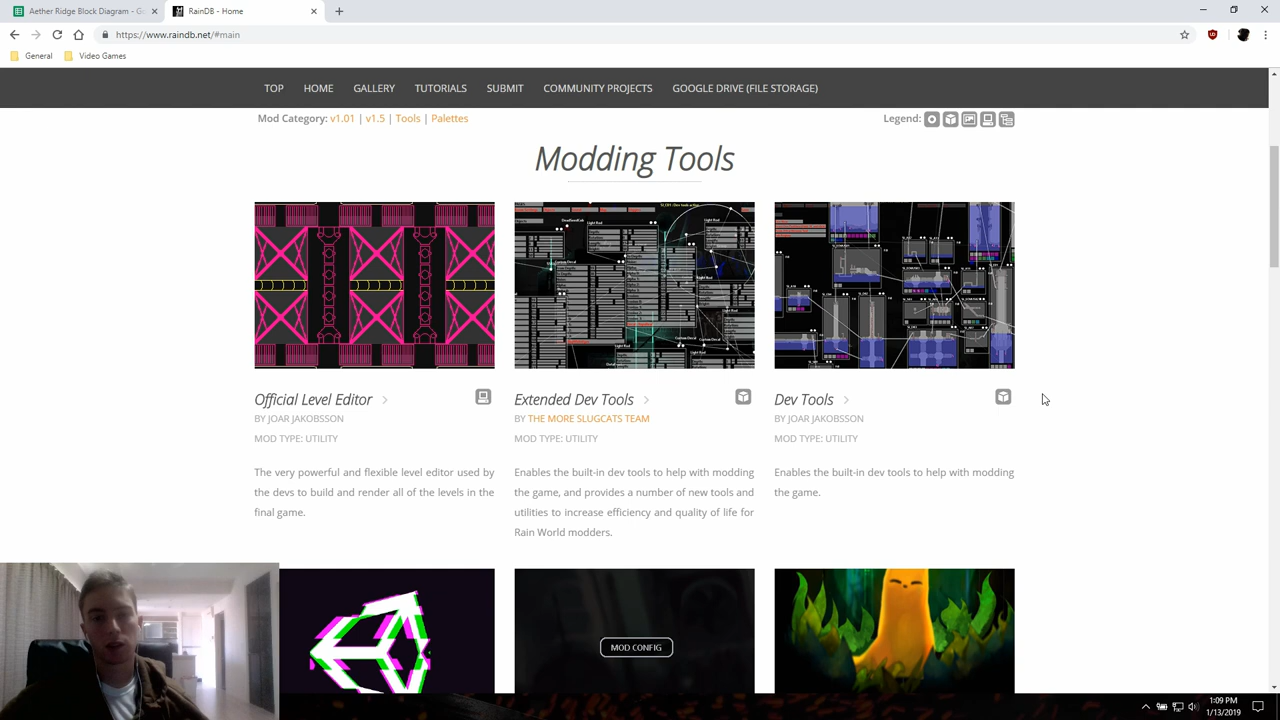 Aether Ridge Block Diagram - G
RainDB - Home
https://www.raindb.net/#main
General
Video Games
TOP
HOME
GALLERY
TUTORIALS
SUBMIT
COMMUNITY PROJECTS
GOOGLE DRIVE (FILE STORAGE)
Mod Category: v1.01 | v1.5 | Tools | Palettes
Legend:
Modding Tools
Official Level Editor
BY JOAR JAKOBSSON
MOD TYPE: UTILITY
The very powerful and flexible level editor used by
the devs to build and render all of the levels in the
final game.
Extended Dev Tools
BY THE MORE SLUGCATS TEAM
MOD TYPE: UTILITY
Enables the built-in dev tools to help with modding
the game, and provides a number of new tools and
utilities to increase efficiency and quality of life for
Rain World modders.
Dev Tools
BY JOAR JAKOBSSON
MOD TYPE: UTILITY
Enables the built-in dev tools to help with modding
the game.
MOD CONFIG
1:09 PM
1/13/2019